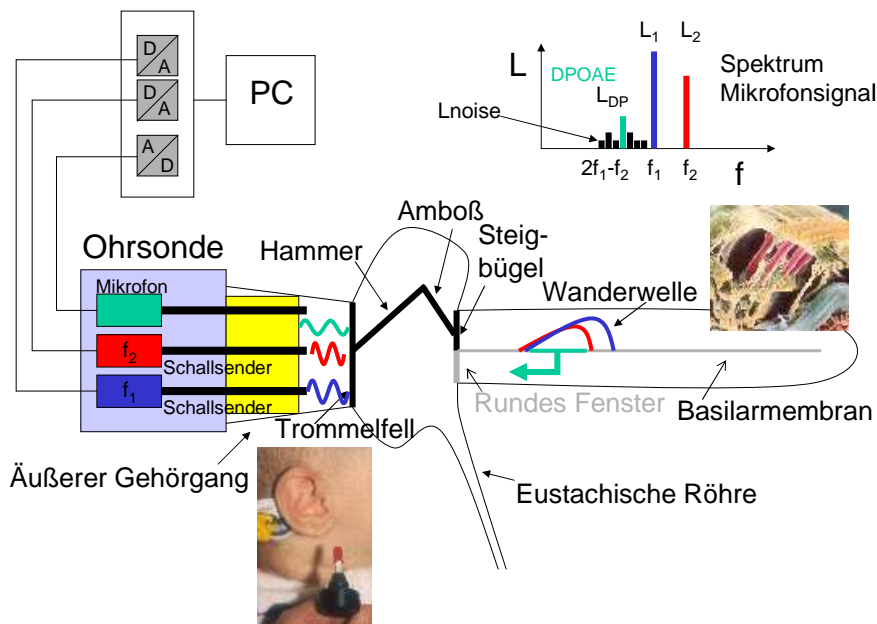 D
A
D
A
A
D
PC
L
DPOAE
L₁
L₂
L_DP
Lnoise
2f₁-f₂
f₁
f₂
f
Spektrum
Mikrofonsignal
Ohrsonde
Mikrofon
f₂
Schallsender
f₁
Schallsender
Hammer
Amboß
Steig-
bügel
Wanderwelle
Rundes Fenster
Basilarmembran
Trommelfell
Äußerer Gehörgang
Eustachische Röhre